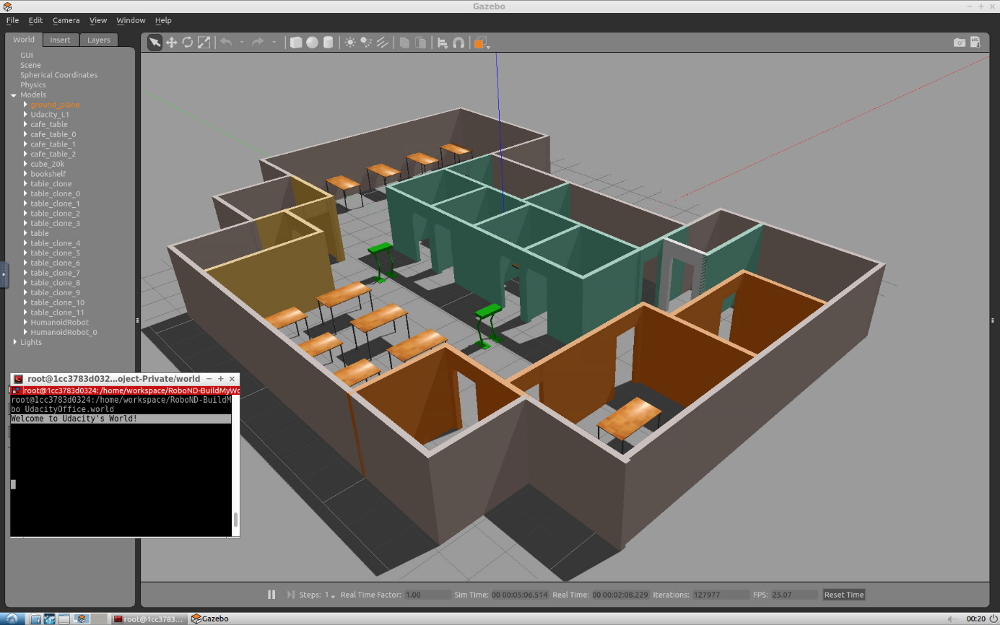 Gazebo
File Edit Camera View Window Help
World Insert Layers
GUI
Scene
Spherical Coordinates
Physics
Models
ground_plane
Udacity_L1
cafe_table
cafe_table_0
cafe_table_1
cafe_table_2
cube_20k
bookshelf
table_clone
table_clone_0
table_clone_1
table_clone_2
table_clone_3
table
table_clone_4
table_clone_5
table_clone_6
table_clone_7
table_clone_8
table_clone_9
table_clone_10
table_clone_11
HumanoidRobot
HumanoidRobot_0
Lights
LOG
root@1cc3783d032...oject-Private/world
root@1cc3783d0324:/home/workspace/RoboND-BuildMyWo
root@1cc3783d0324:/home/workspace/RoboND-BuildM
bo UdacityOffice.world
Welcome to Udacity's World!
Steps: 1 Real Time Factor: 1.00 Sim Time: 00 00:05:06.514 Real Time: 00 00:02:08.229 Iterations: 127977 FPS: 25.07 Reset Time
root@1cc3783... Gazebo 00:20